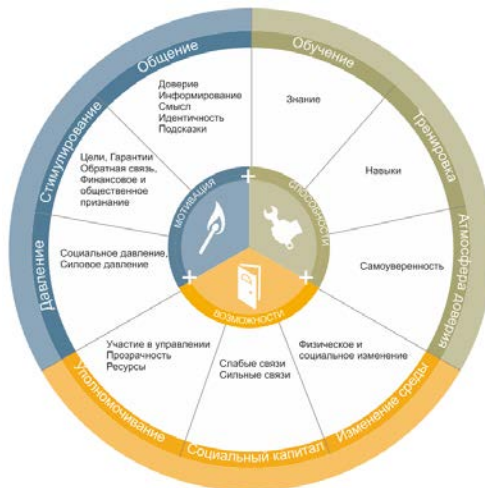 Общение
Доверие
Информирование
Смысл
Идентичность
Подсказки
Обучение
Знание
Тренировка
Навыки
Атмосфера доверия
Самоуверенность
Изменение среды
Физическое и
социальное изменение
Социальный капитал
Слабые связи
Сильные связи
Уполномочивание
Участие в управлении
Прозрачность
Ресурсы
Давление
Социальное давление,
Силовое давление
Стимулирование
Цели, Гарантии
Обратная связь,
Финансовое и
общественное
признание
МОТИВАЦИЯ
СПОСОБНОСТИ
ВОЗМОЖНОСТИ